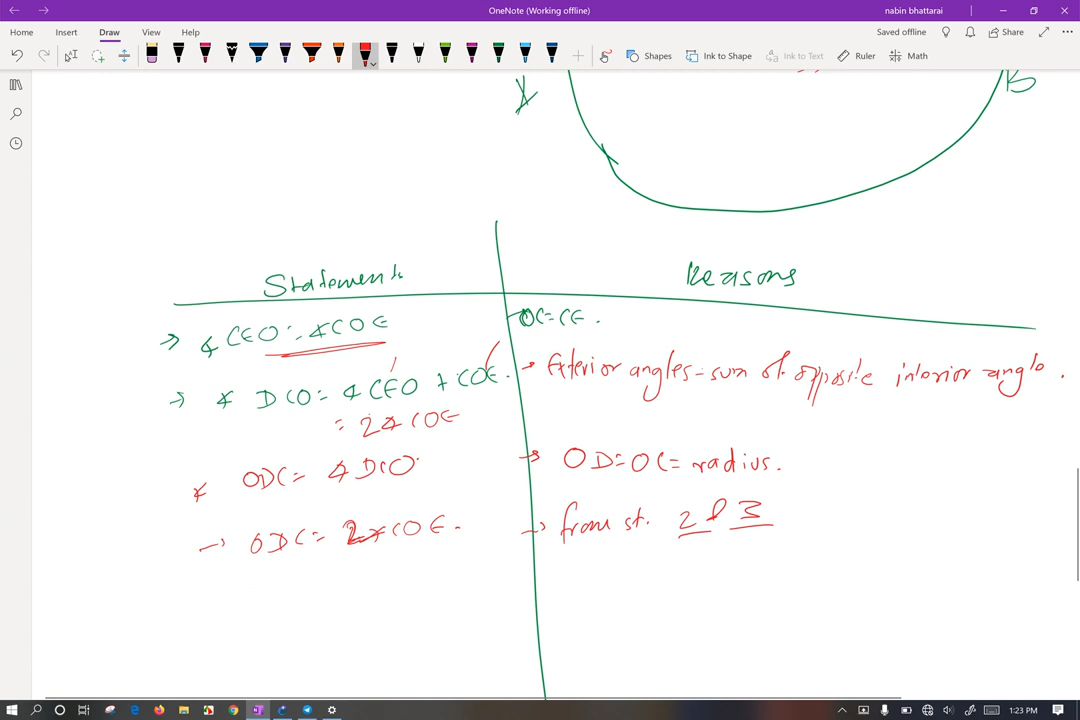 OneNote (Working offline)
nabin bhattarai
Home Insert Draw View Help
Saved offline
Share
Shapes
Ink to Shape
Ink to Text
Ruler
Math
A
B
Statements
Reasons
→ ∡ CEO = ∡COE
OC=CE.
→ ∡ DCO= ∡ CEO + COE.
→ Exterior angles=sum of opposite interior angle.
= 2∡ COE
∡ ODC= ∡ DCO
→ OD=OC= radius.
→ ODC= 2∡COE.
→ from st. 2 & 3
1:23 PM